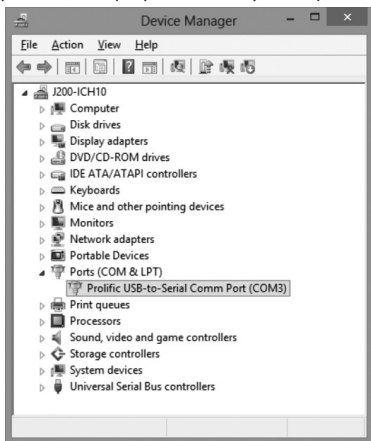 Device Manager
File Action View Help
J200-ICH10
Computer
Disk drives
Display adapters
DVD/CD-ROM drives
IDE ATA/ATAPI controllers
Keyboards
Mice and other pointing devices
Monitors
Network adapters
Portable Devices
Ports (COM & LPT)
Prolific USB-to-Serial Comm Port (COM3)
Print queues
Processors
Sound, video and game controllers
Storage controllers
System devices
Universal Serial Bus controllers